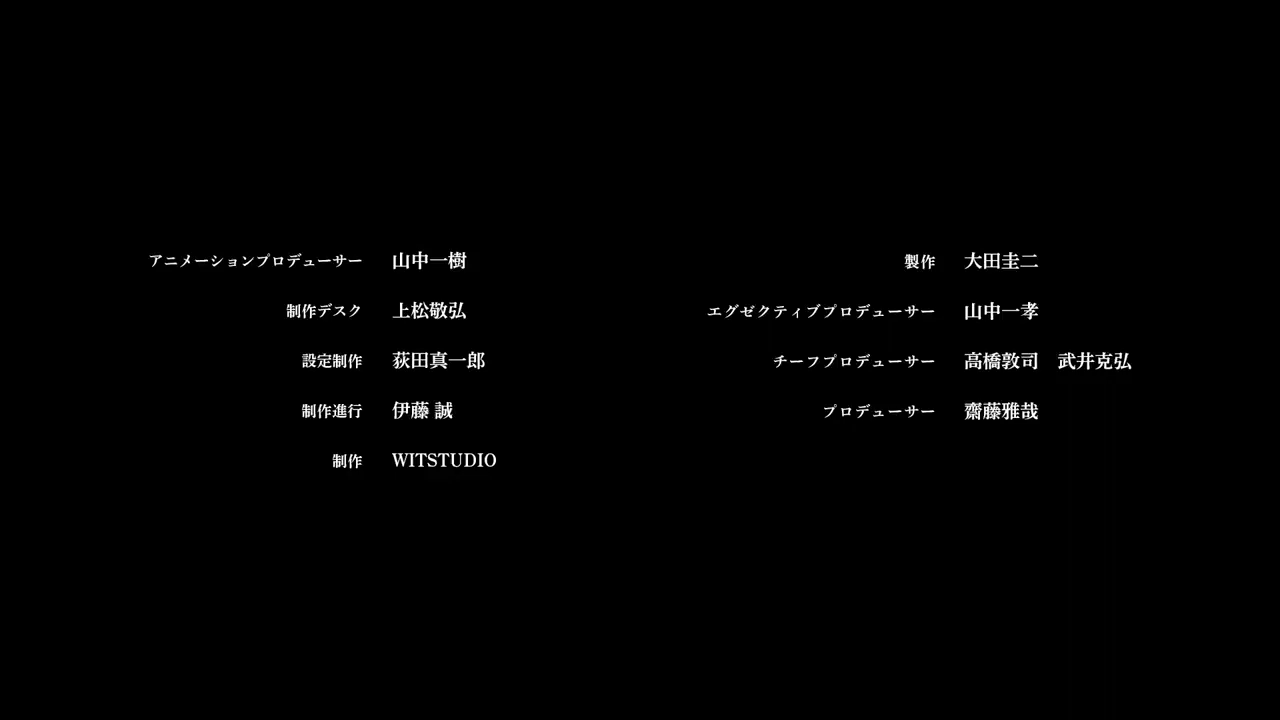 アニメーションプロデューサー 山中一樹
制作デスク 上松敬弘
設定制作 荻田真一郎
制作進行 伊藤 誠
制作 WITSTUDIO
製作 大田圭二
エグゼクティブプロデューサー 山中一孝
チーフプロデューサー 高橋敦司 武井克弘
プロデューサー 齋藤雅哉